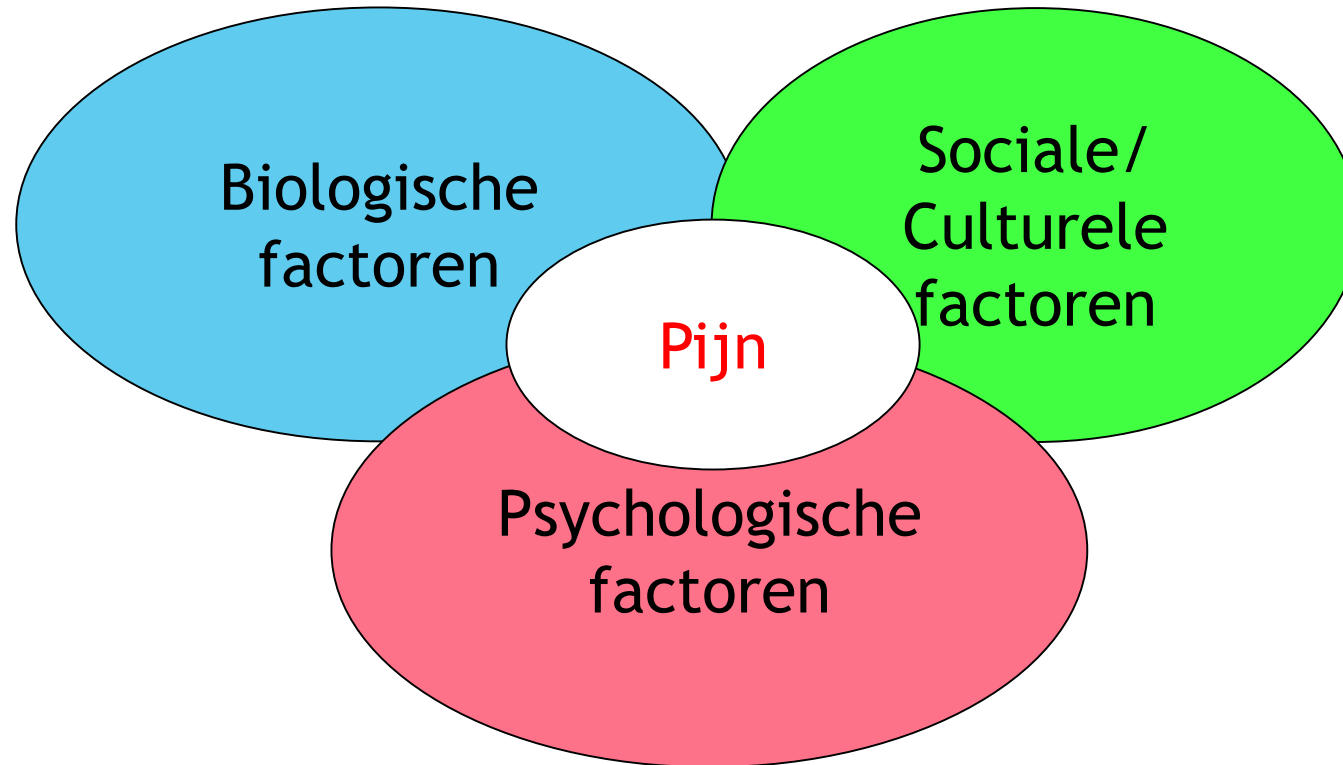 Biologische
factoren
Sociale/
Culturele
factoren
Pijn
Psychologische
factoren